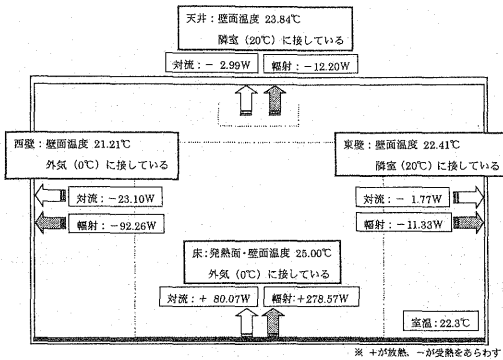 天井：壁面温度 23.84℃
隣室（20℃）に接している
対流：－ 2.99W
輻射：－12.20W
西壁：壁面温度 21.21℃
外気（0℃）に接している
対流：－23.10W
輻射：－92.26W
東壁：壁面温度 22.41℃
隣室（20℃）に接している
対流：－ 1.77W
輻射：－11.33W
床：発熱面・壁面温度 25.00℃
外気（0℃）に接している
対流：＋ 80.07W
輻射：＋278.57W
室温：22.3℃
※ ＋が放熱、－が受熱をあらわす